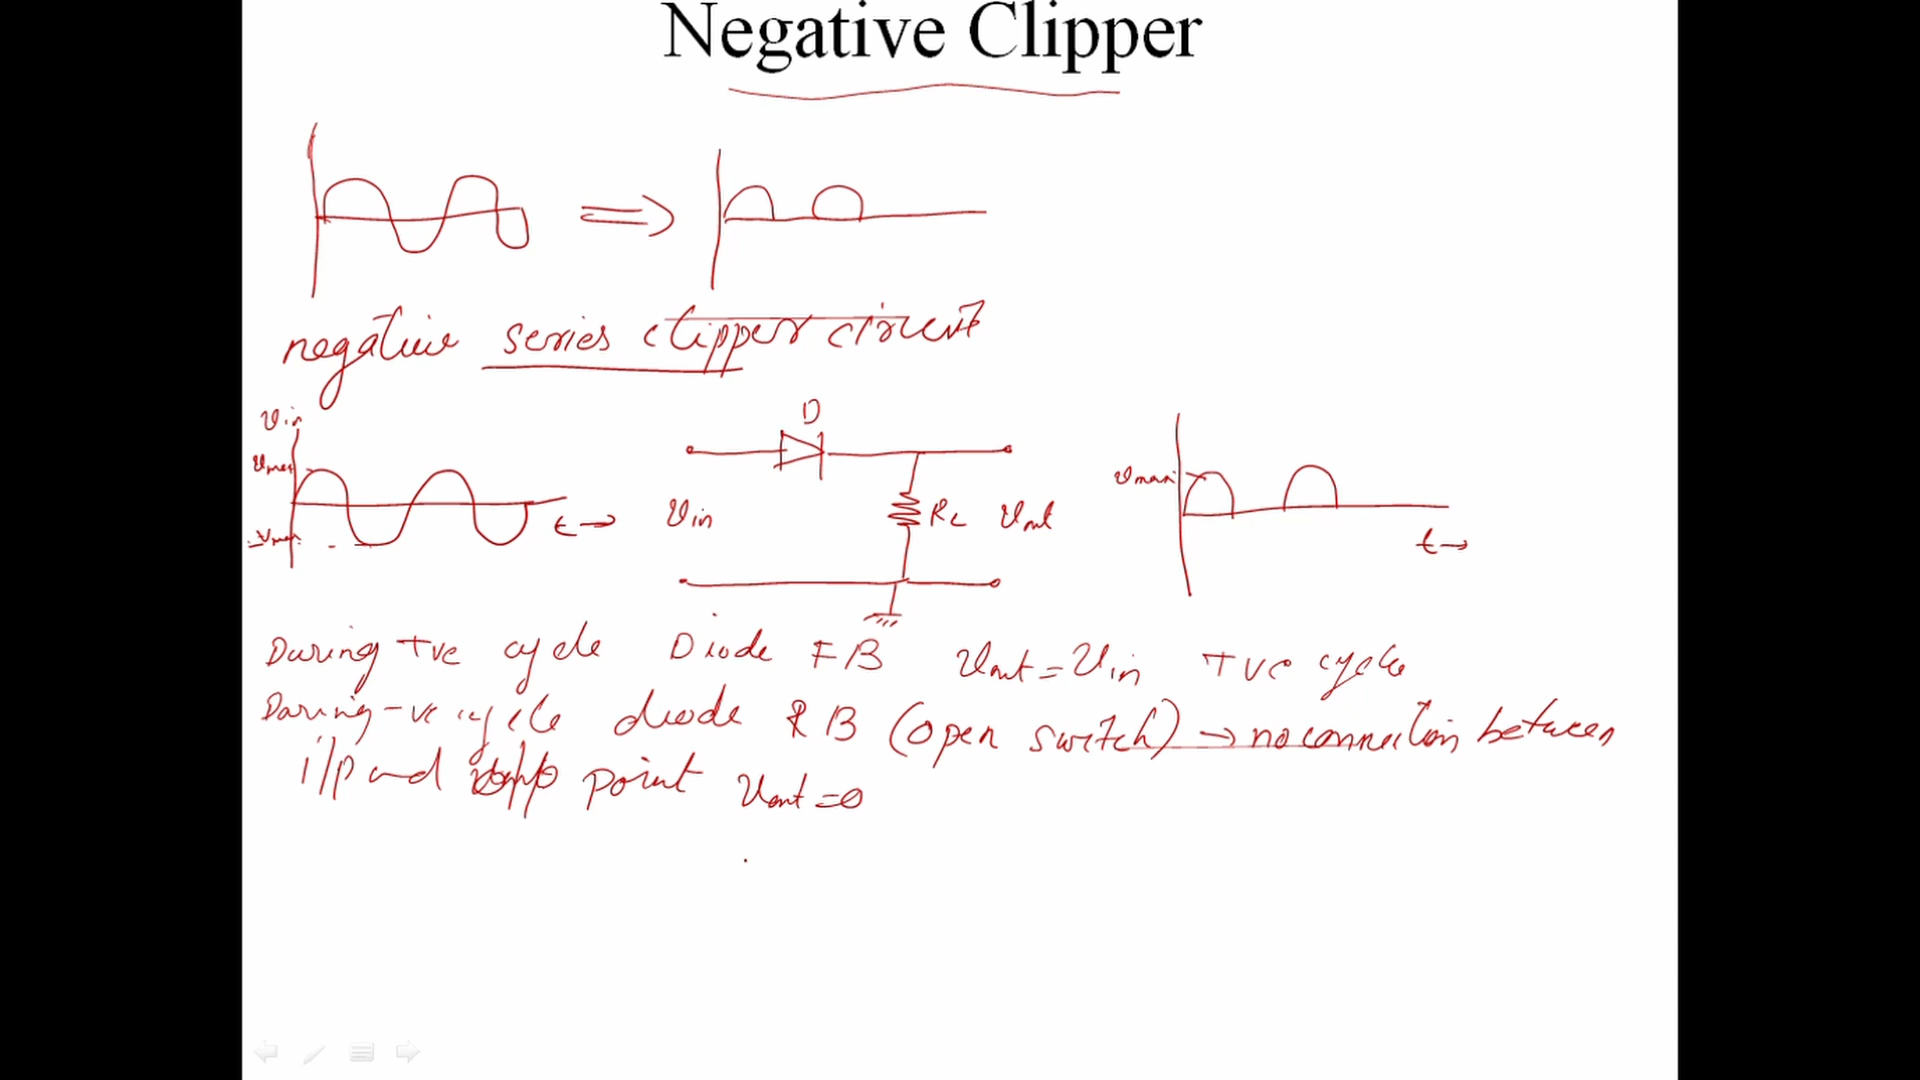 Negative Clipper
negative series clipper circuit
Vin
Vmax
-Vmax
t→
D
Vin
RL
Vout
Vmax
t→
During +ve cycle Diode FB Vout = Vin +ve cycle
During -ve cycle diode RB (open switch) → no connection between
i/p and o/p point Vout = 0